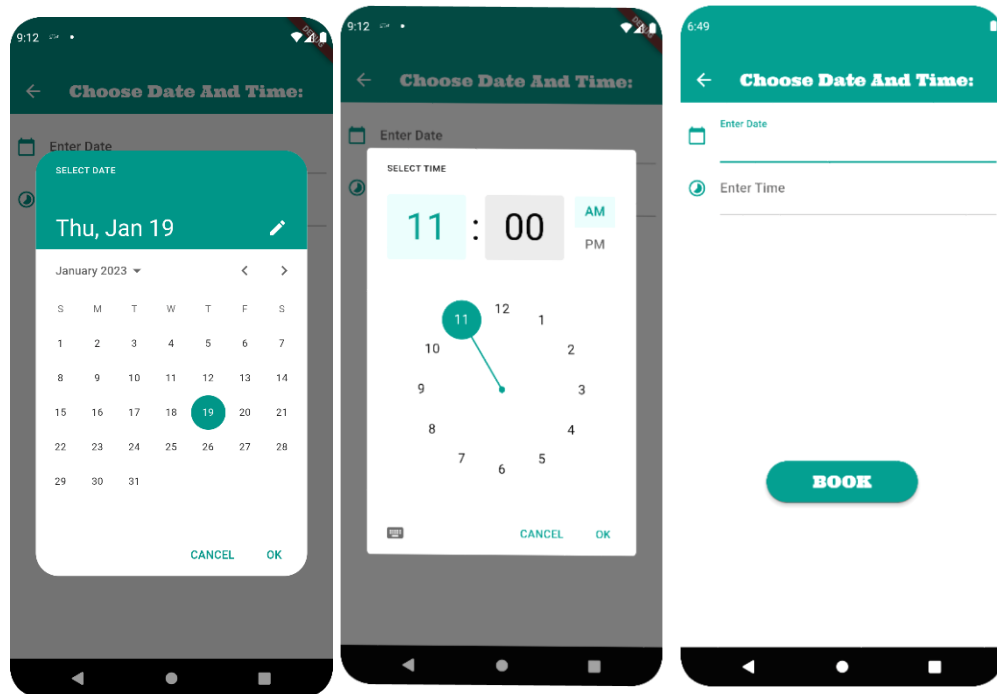 9:12
DEBUG
Choose Date And Time:
Enter Date
SELECT DATE
Thu, Jan 19
January 2023
S M T W T F S
1 2 3 4 5 6 7
8 9 10 11 12 13 14
15 16 17 18 19 20 21
22 23 24 25 26 27 28
29 30 31
CANCEL OK
9:12
DEBUG
Choose Date And Time:
Enter Date
SELECT TIME
11 : 00
AM
PM
12
11 1
10 2
9 3
8 4
7 5
6
CANCEL OK
6:49
Choose Date And Time:
Enter Date
Enter Time
BOOK